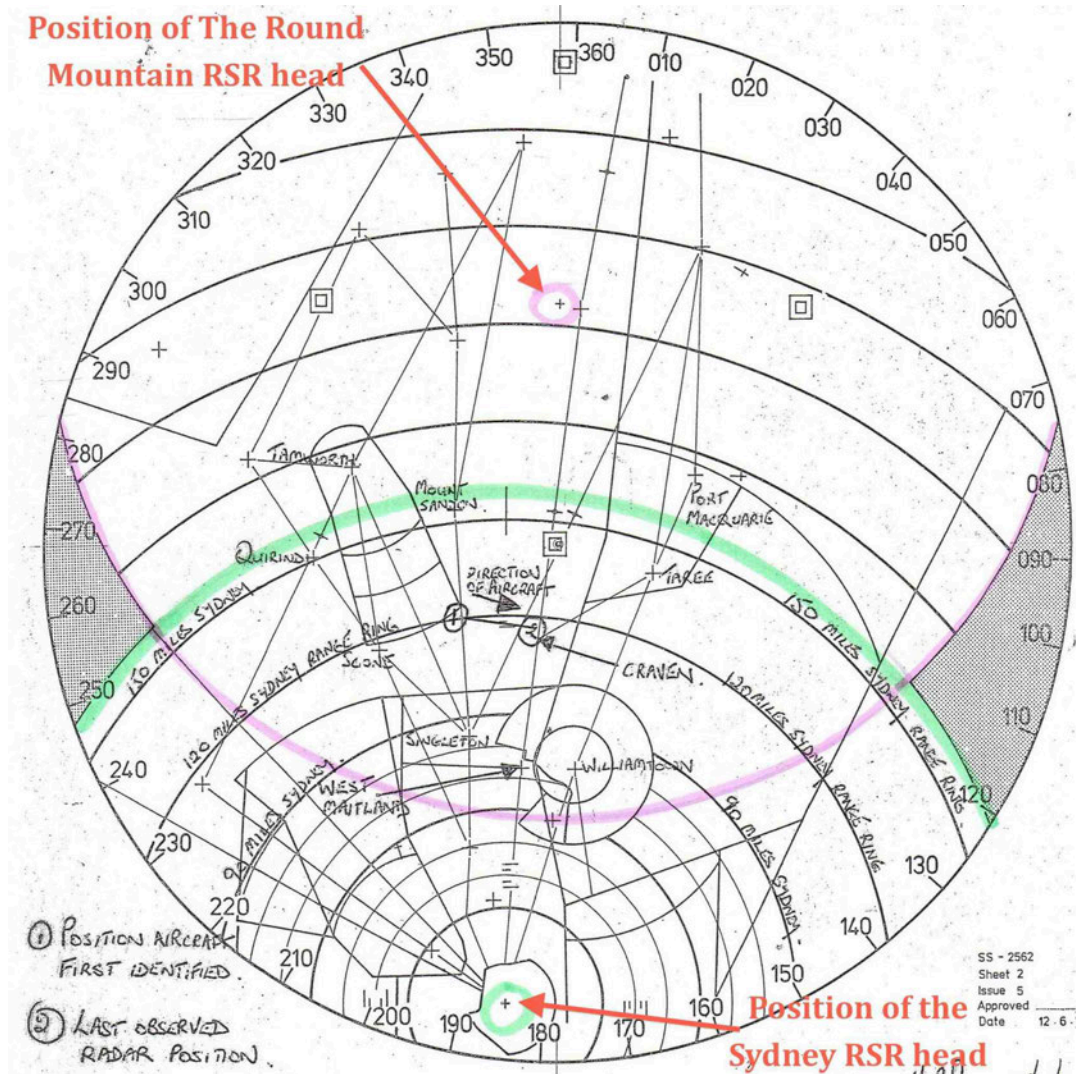 Position of The Round
Mountain RSR head
350
360
010
340
020
330
030
320
040
310
050
300
060
290
070
280
TAMWORTH
MOUNT
SANDON.
PORT
MACQUARIE
080
270
QUIRINDI
DIRECTION
OF AIRCRAFT
TAREE
090
260
150 MILES SYDNEY
1
2
150 MILES SYDNEY RANGE RING.
100
250
120 MILES SYDNEY RANGE RING
SCONE
CRAVEN.
120 MILES SYDNEY RANGE RING
110
240
SINGLETON
WILLIAMTOWN
120
WEST
MAITLAND
230
90 MILES SYDNEY.
90 MILES SYDNEY.
130
220
140
210
150
200
190
180
170
160
① POSITION AIRCRAFT
FIRST IDENTIFIED.
② LAST OBSERVED
RADAR POSITION.
Position of the
Sydney RSR head
SS - 2562
Sheet 2
Issue 5
Approved
Date 12.6.